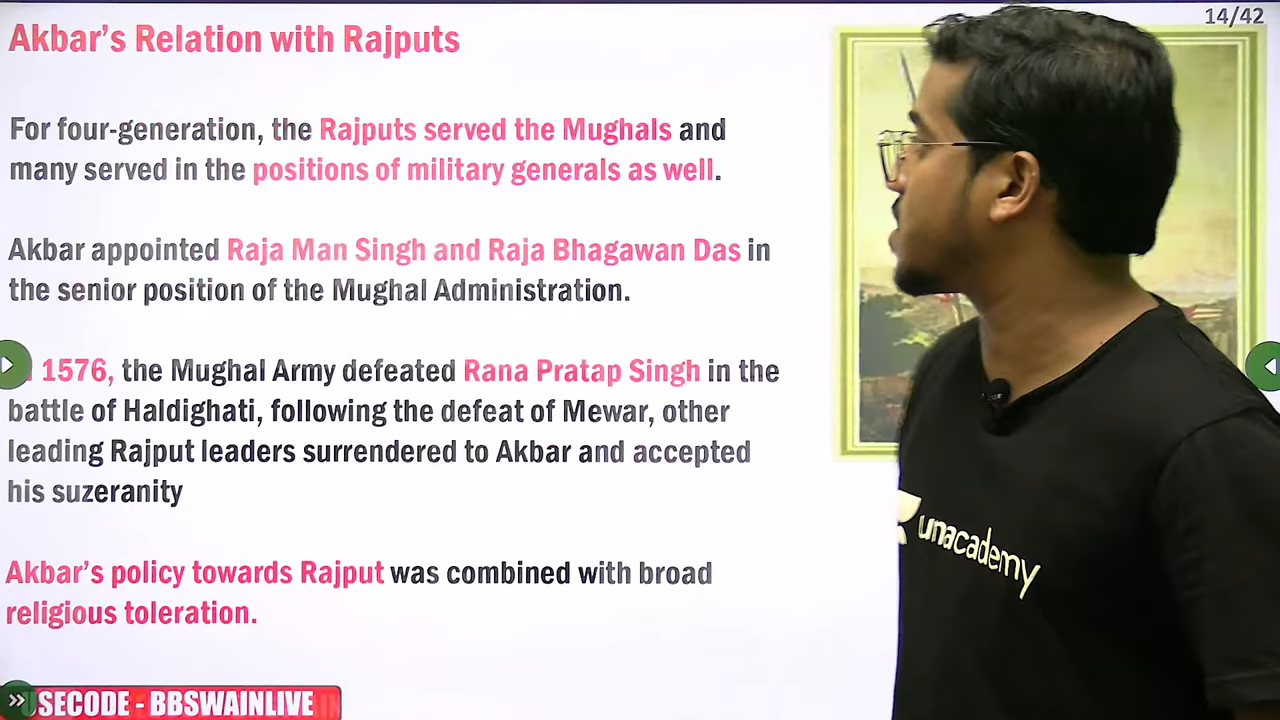 14/42
Akbar's Relation with Rajputs
For four-generation, the Rajputs served the Mughals and
many served in the positions of military generals as well.
Akbar appointed Raja Man Singh and Raja Bhagawan Das in
the senior position of the Mughal Administration.
1576, the Mughal Army defeated Rana Pratap Singh in the
battle of Haldighati, following the defeat of Mewar, other
leading Rajput leaders surrendered to Akbar and accepted
his suzeranity
Akbar's policy towards Rajput was combined with broad
religious toleration.
unacademy
SECODE - BBSWAINLIVE